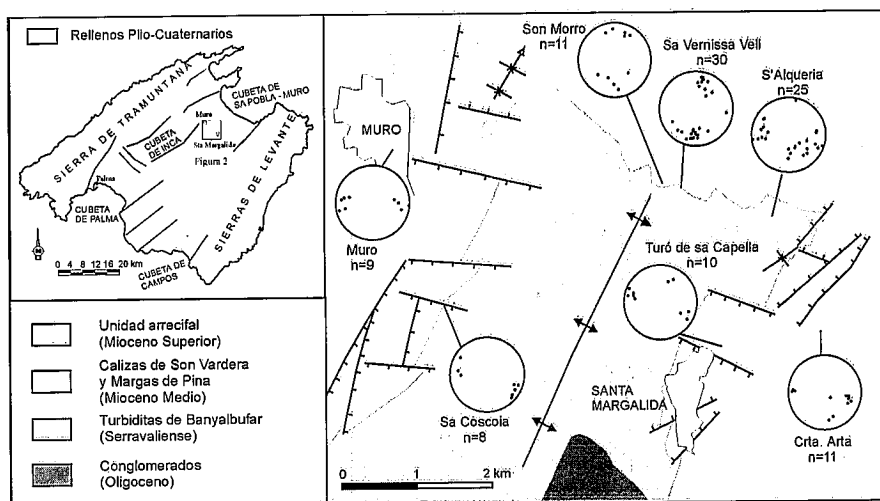 Rellenos Plio-Cuaternarios
SIERRA DE TRAMUNTANA
CUBETA DE
SA POBLA - MURO
Muro
Sta Margalida
CUBETA
DE INCA
Figura 2
SIERRAS DE LEVANTE
Palma
CUBETA
DE PALMA
CUBETA DE
CAMPOS
N
0 4 8 12 16 20 km
Unidad arrecifal
(Mioceno Superior)
Calizas de Son Vardera
y Margas de Pina
(Mioceno Medio)
Turbiditas de Banyalbufar
(Serravaliense)
Conglomerados
(Oligoceno)
Son Morro
n=11
Sa Vernissa Vell
n=30
S'Alqueria
n=25
MURO
Muro
n=9
Turó de sa Capella
n=10
Sa Cóscola
n=8
SANTA
MARGALIDA
Crta. Artà
n=11
0 1 2 km